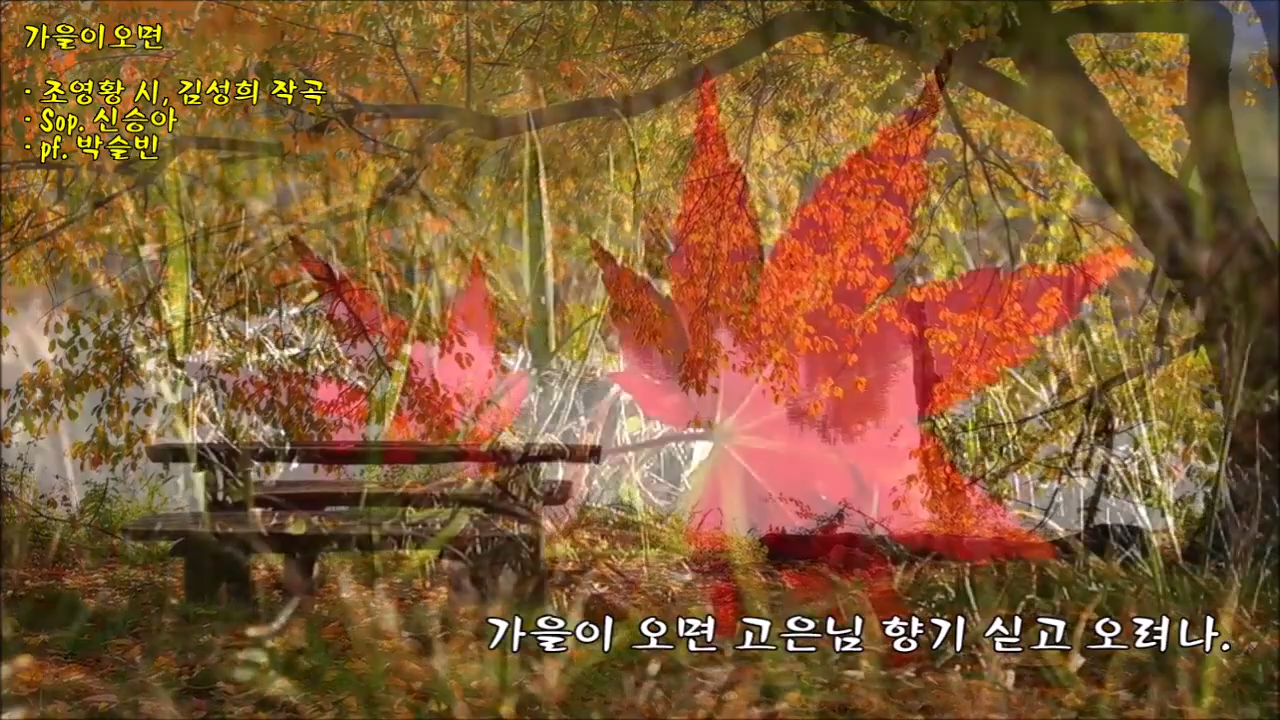 가을이오면
· 조영황 시, 김성희 작곡
· Sop. 신승아
· pf. 박슬빈
가을이 오면 고은님 향기 싣고 오려나.